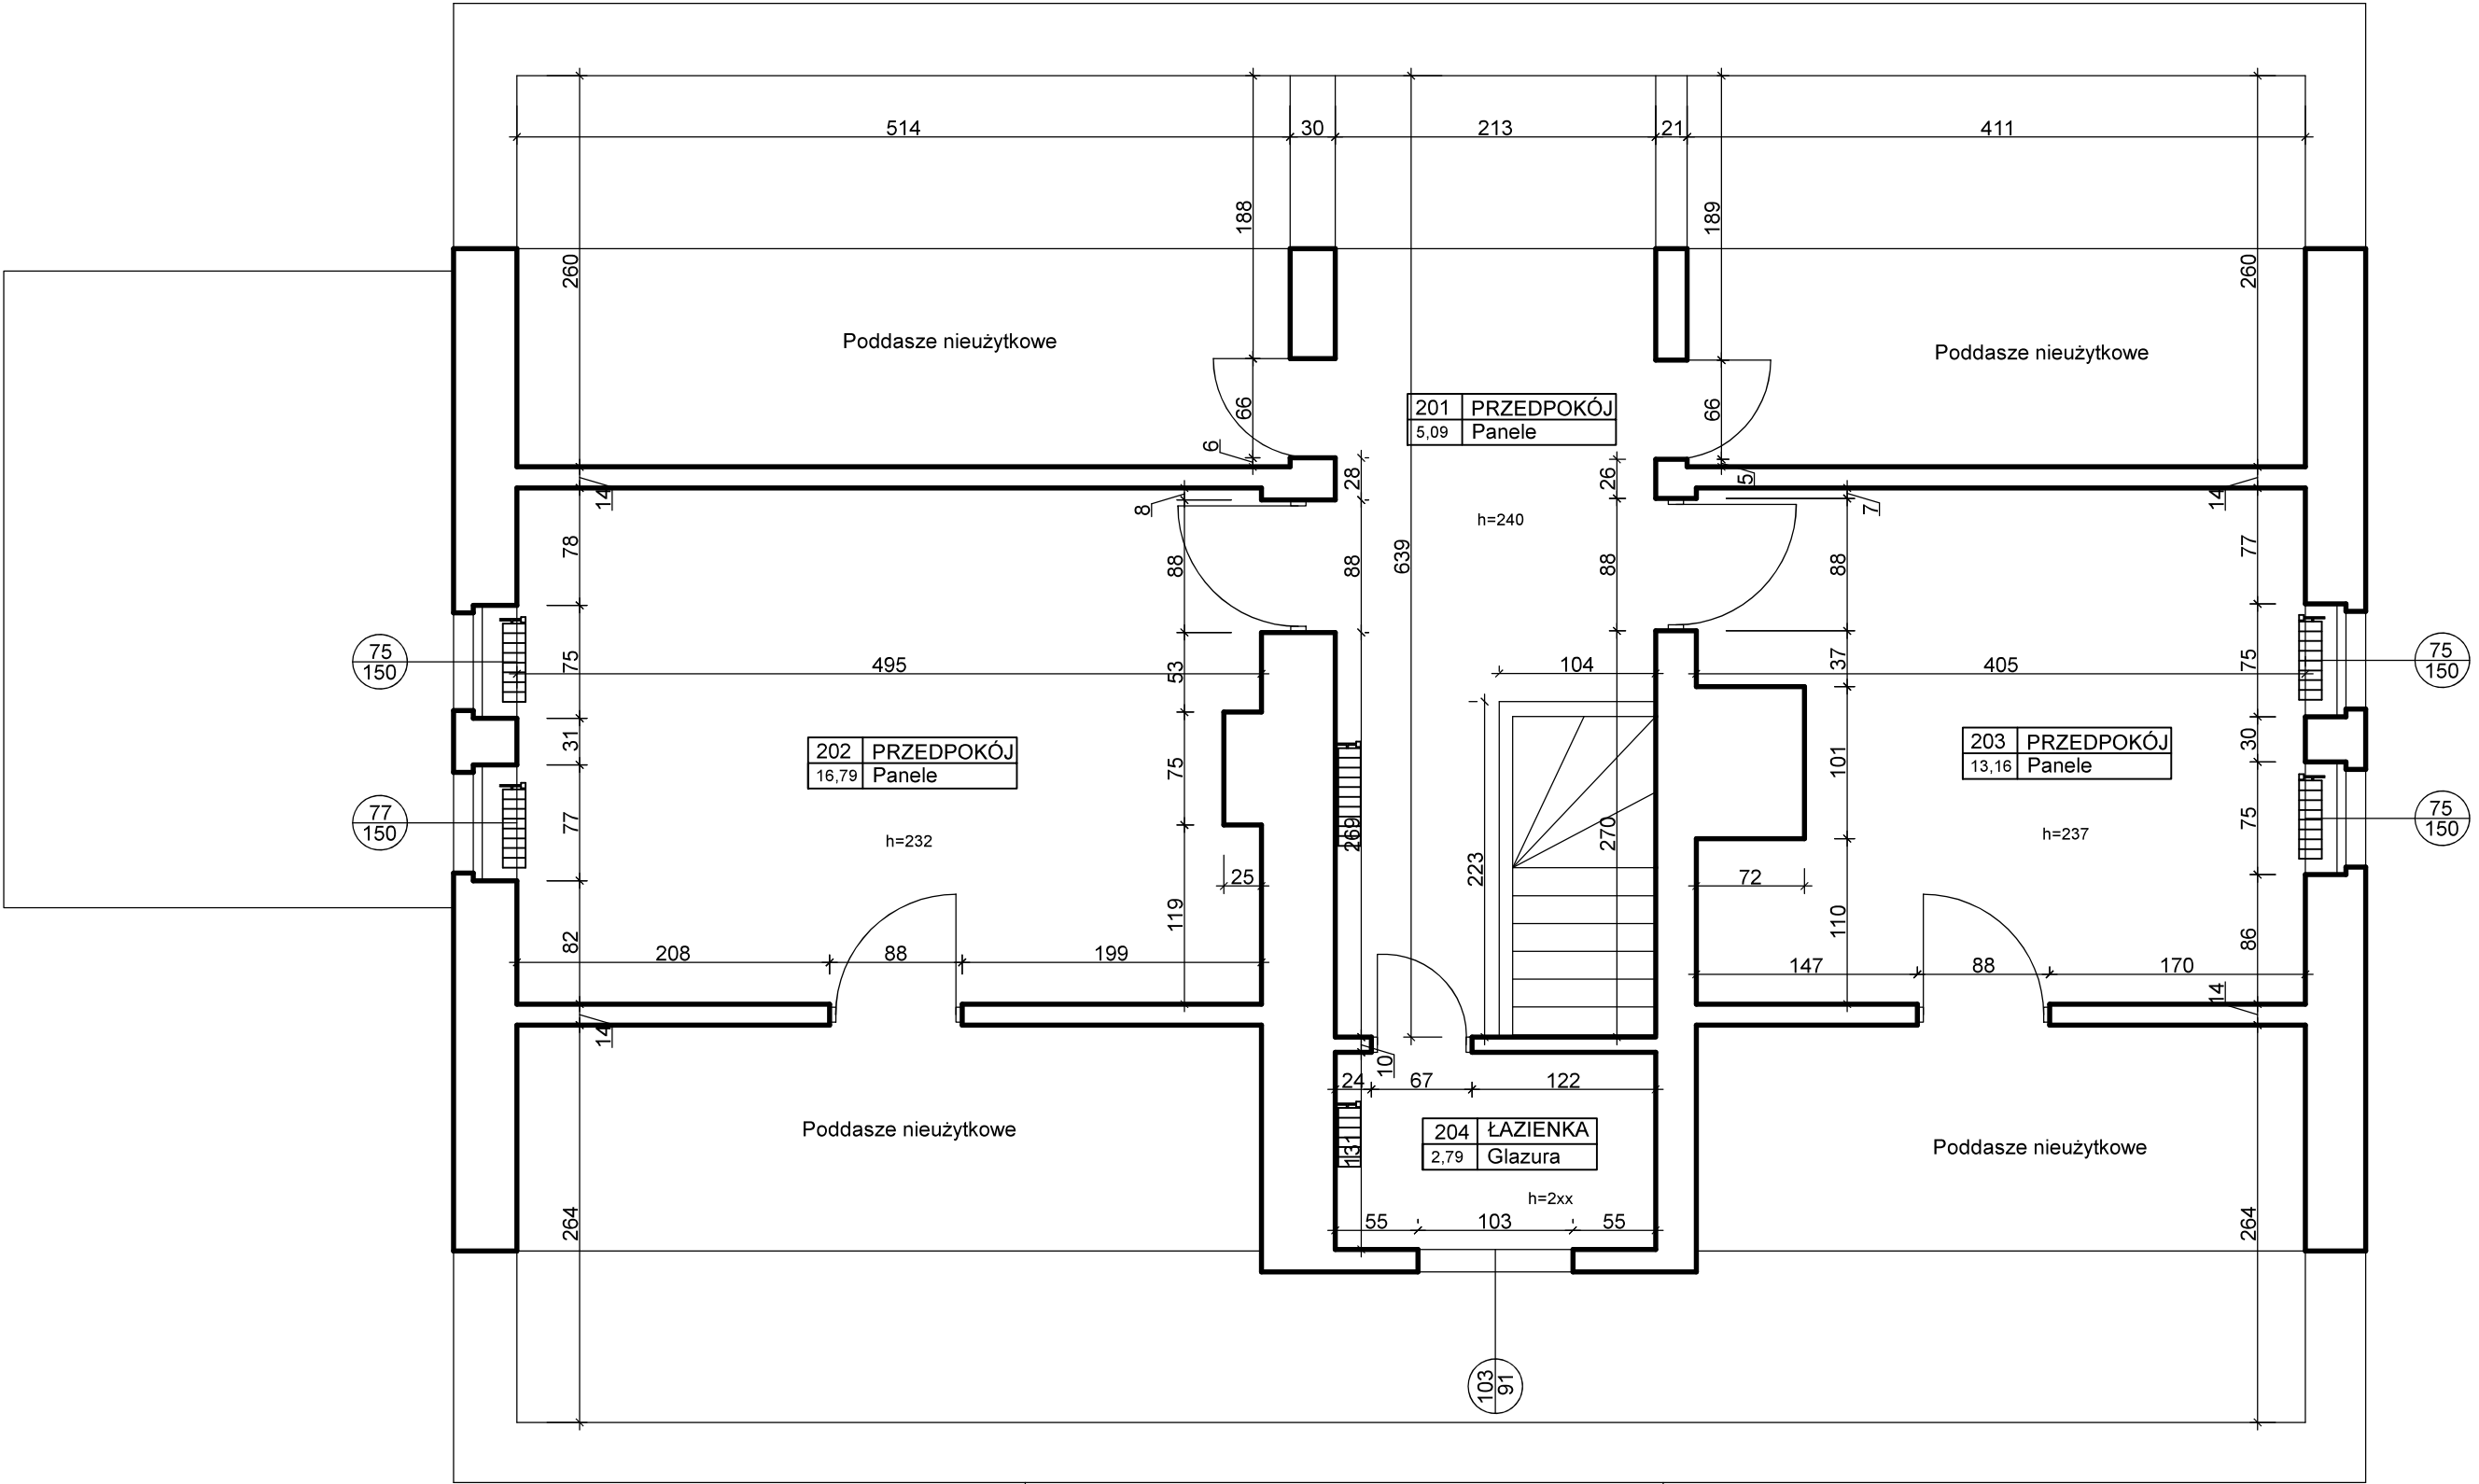 514 30 213 21 411
188 189
260 260
Poddasze nieużytkowe
Poddasze nieużytkowe
66 66
201 PRZEDPOKÓJ
5,09 Panele
6 28 26 5
14 14
8 7
h=240
78 88 88 639 88 88 77
75
150
75 495 53 104 37 405 75
75
150
31 75 101 30
202 PRZEDPOKÓJ
16,79 Panele
203 PRZEDPOKÓJ
13,16 Panele
77
150
77 269 270 75
75
150
h=232
h=237
223
25 72
119 110
82 86
208 88 199
147 88 170
14 14
10
24 67 122
Poddasze nieużytkowe
204 ŁAZIENKA
2,79 Glazura
131
Poddasze nieużytkowe
h=2xx
264 55 103 55 264
103
91